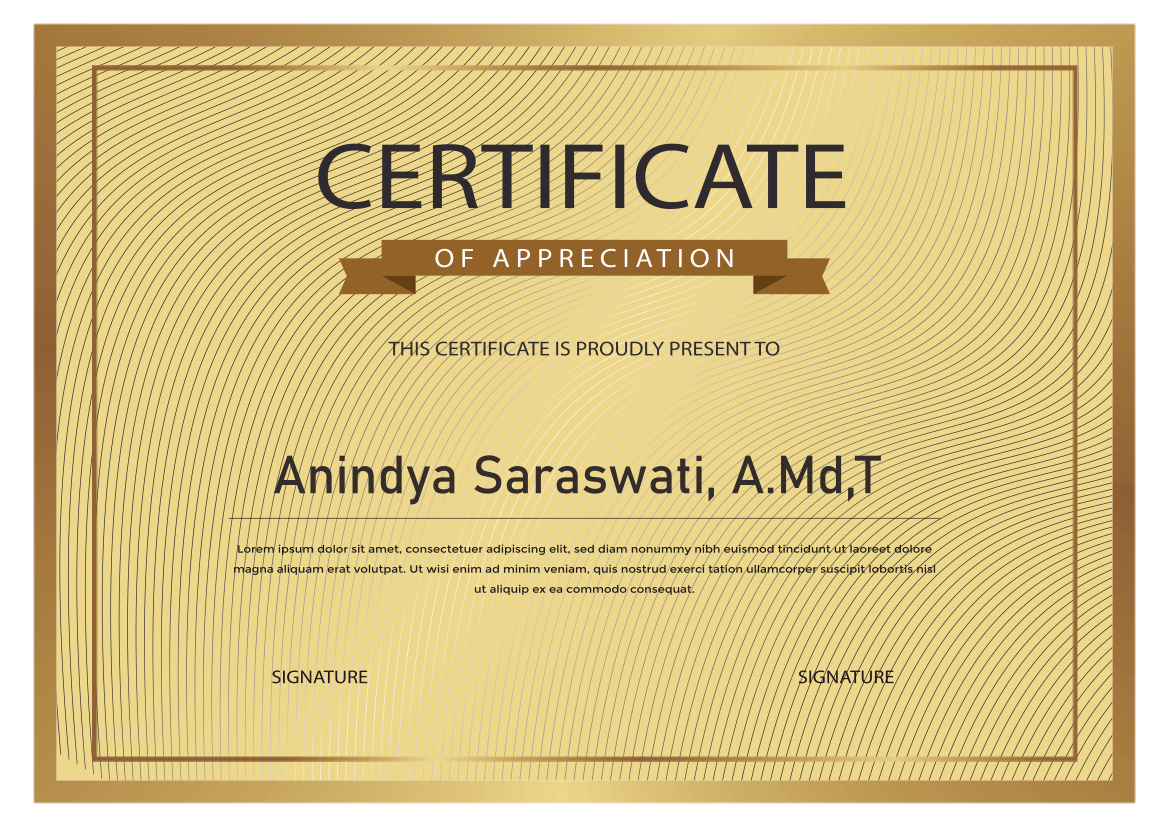 CERTIFICATE
OF APPRECIATION
THIS CERTIFICATE IS PROUDLY PRESENT TO
Anindya Saraswati, A.Md,T
Lorem ipsum dolor sit amet, consectetuer adipiscing elit, sed diam nonummy nibh euismod tincidunt ut laoreet dolore
magna aliquam erat volutpat. Ut wisi enim ad minim veniam, quis nostrud exerci tation ullamcorper suscipit lobortis nisl
ut aliquip ex ea commodo consequat.
SIGNATURE
SIGNATURE